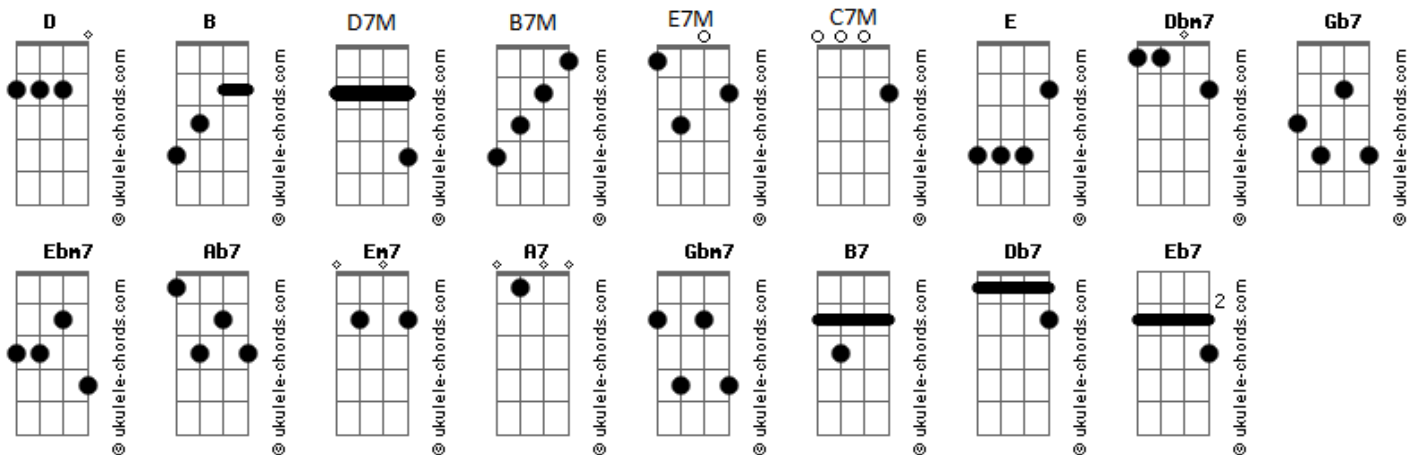 D B D7M B7M E7M C7M E Dbm7 Gb7
© ukulele-chords.com © ukulele-chords.com © ukulele-chords.com © ukulele-chords.com © ukulele-chords.com © ukulele-chords.com © ukulele-chords.com © ukulele-chords.com © ukulele-chords.com
Ebm7 Ab7 Em7 A7 Gbm7 B7 Db7 Eb7
2
© ukulele-chords.com © ukulele-chords.com © ukulele-chords.com © ukulele-chords.com © ukulele-chords.com © ukulele-chords.com © ukulele-chords.com © ukulele-chords.com